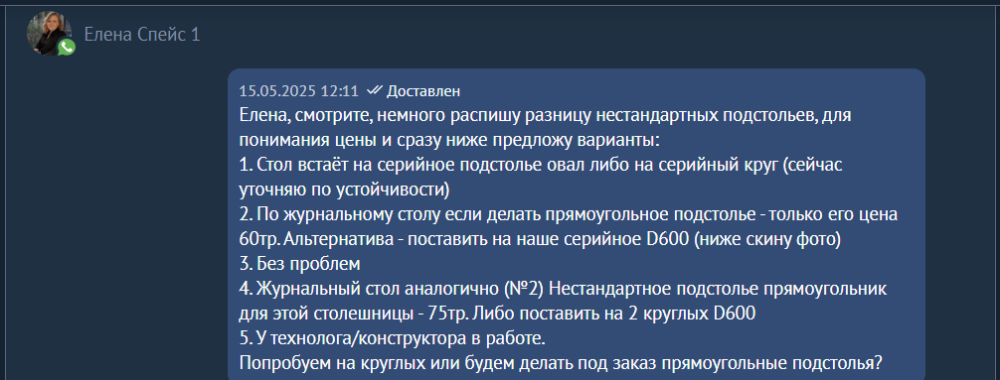 Елена Спейс 1
15.05.2025 12:11 Доставлен
Елена, смотрите, немного распишу разницу нестандартных подстольев, для
понимания цены и сразу ниже предложу варианты:
1. Стол встаёт на серийное подстолье овал либо на серийный круг (сейчас
уточняю по устойчивости)
2. По журнальному столу если делать прямоугольное подстолье - только его цена
60тр. Альтернатива - поставить на наше серийное D600 (ниже скину фото)
3. Без проблем
4. Журнальный стол аналогично (№2) Нестандартное подстолье прямоугольник
для этой столешницы - 75тр. Либо поставить на 2 круглых D600
5. У технолога/конструктора в работе.
Попробуем на круглых или будем делать под заказ прямоугольные подстолья?